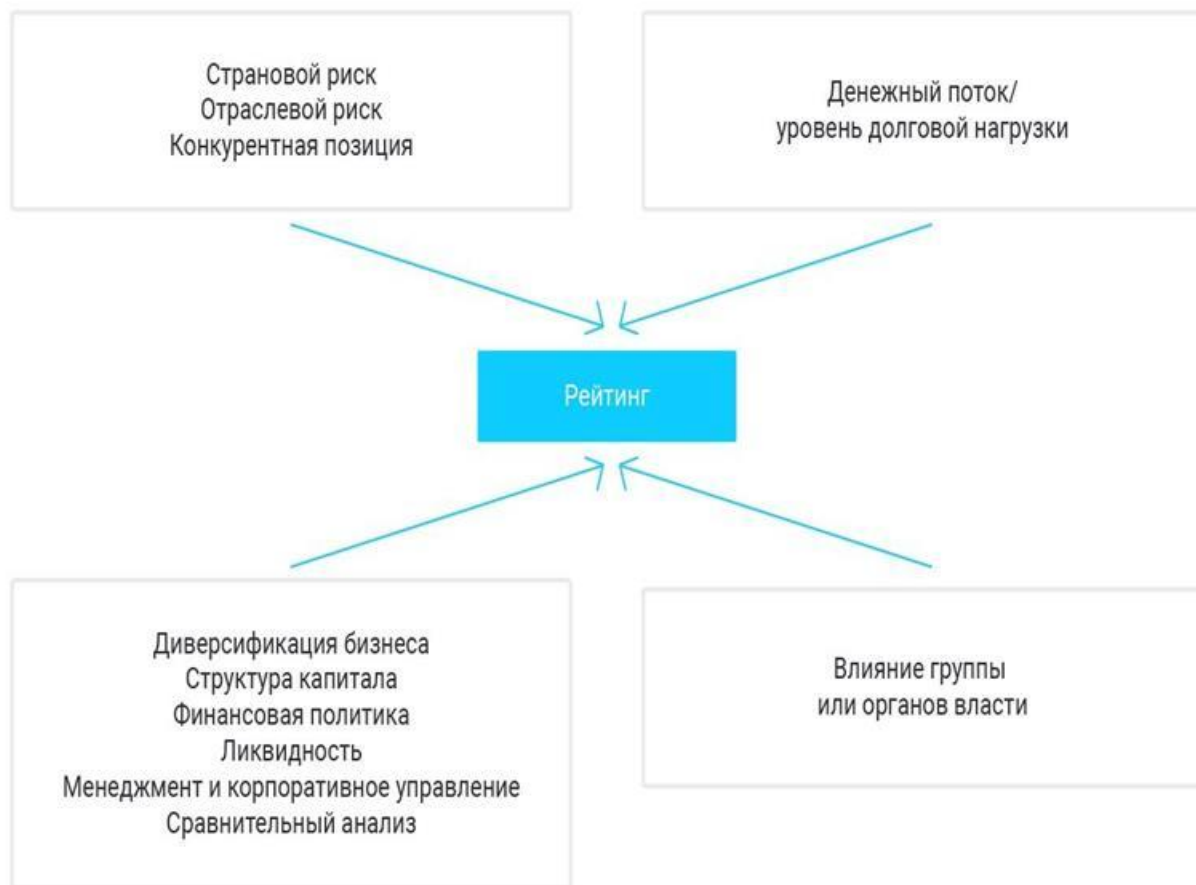 Страновой риск
Отраслевой риск
Конкурентная позиция
Денежный поток/
уровень долговой нагрузки
Рейтинг
Диверсификация бизнеса
Структура капитала
Финансовая политика
Ликвидность
Менеджмент и корпоративное управление
Сравнительный анализ
Влияние группы
или органов власти